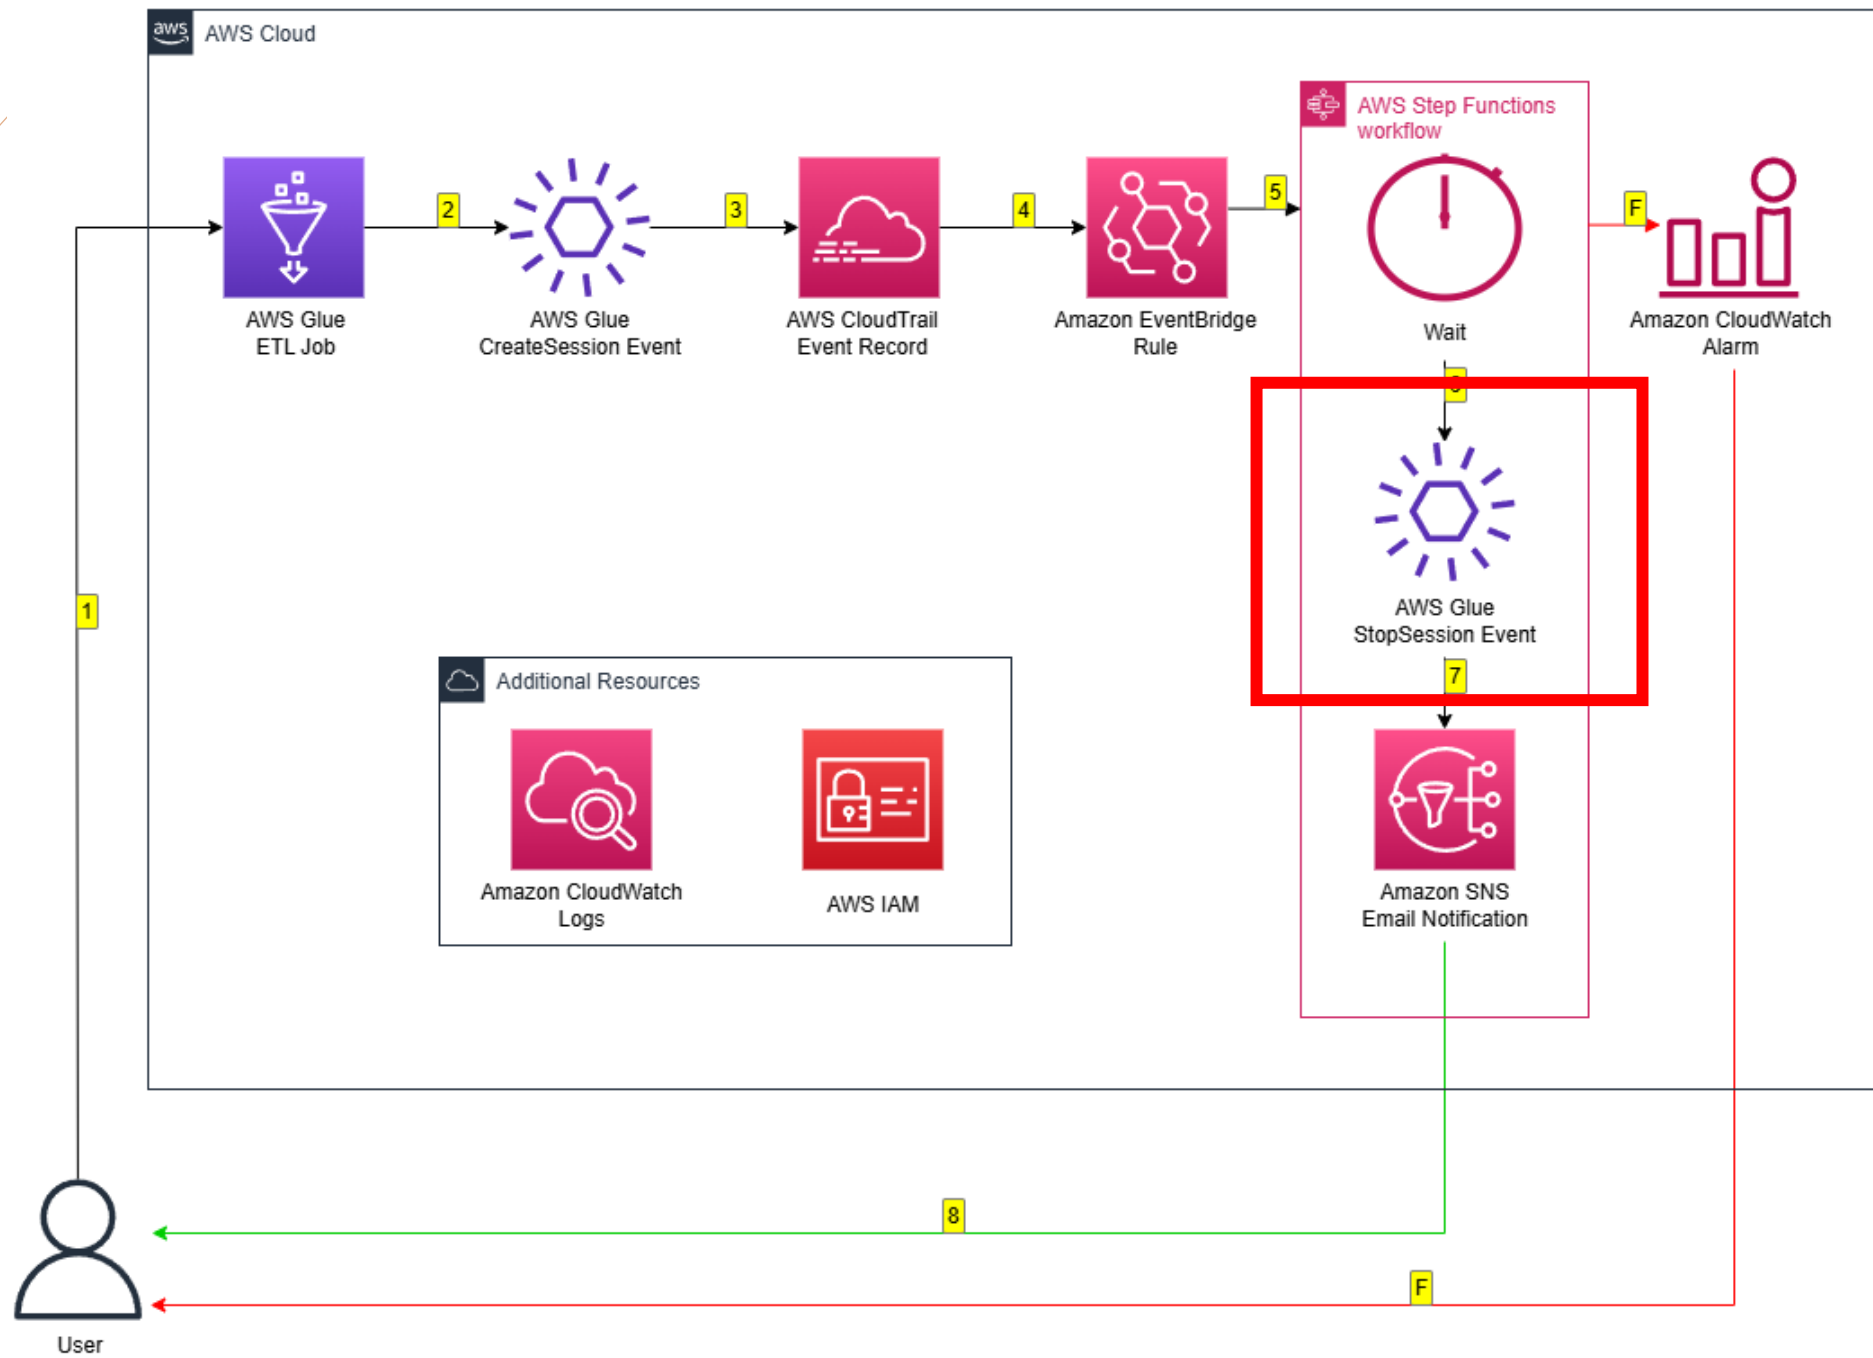 aws
AWS Cloud
AWS Step Functions
workflow
2
3
4
5
F
AWS Glue
ETL Job
AWS Glue
CreateSession Event
AWS CloudTrail
Event Record
Amazon EventBridge
Rule
Wait
Amazon CloudWatch
Alarm
AWS Glue
StopSession Event
1
7
Additional Resources
Amazon CloudWatch
Logs
AWS IAM
Amazon SNS
Email Notification
8
F
User